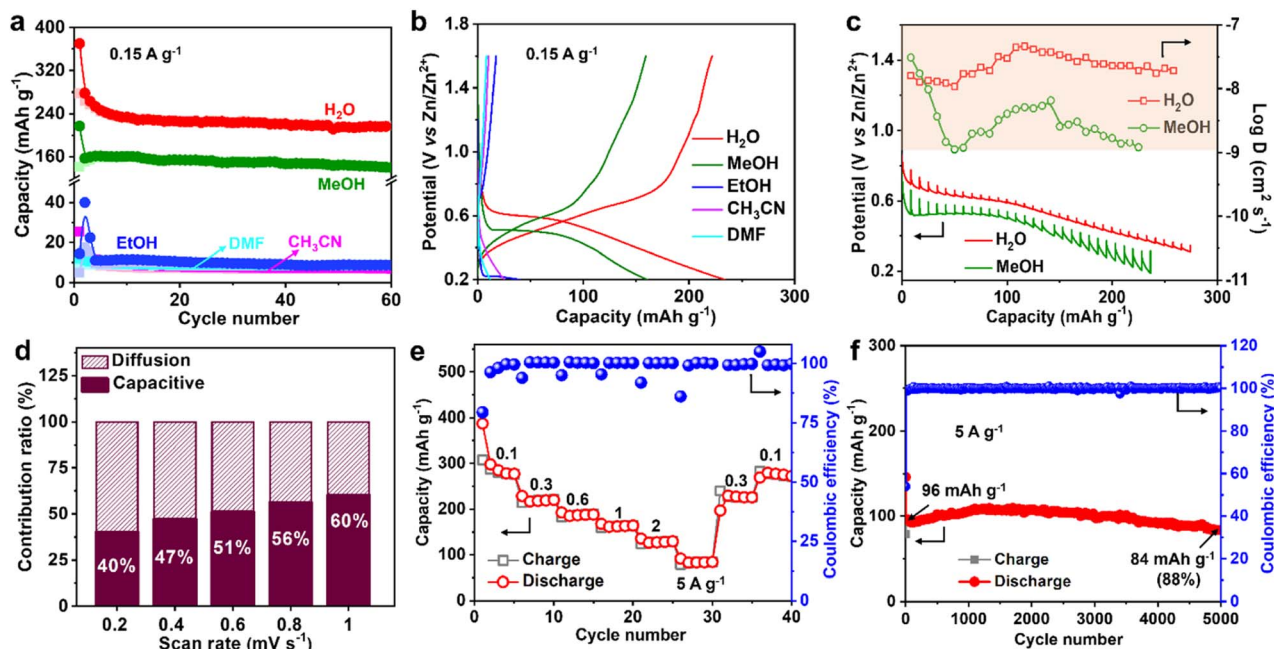 a
0.15 A g⁻¹
Capacity (mAh g⁻¹)
400
360
300
240
160
40
20
10
0
H₂O
MeOH
EtOH
DMF
CH₃CN
0 20 40 60
Cycle number
b
0.15 A g⁻¹
Potential (V vs Zn/Zn²⁺)
1.6
1.2
0.8
0.4
0.2
H₂O
MeOH
EtOH
CH₃CN
DMF
0 100 200 300
Capacity (mAh g⁻¹)
c
Potential (V vs Zn/Zn²⁺)
1.4
1.0
0.6
0.2
H₂O
MeOH
H₂O
MeOH
-7
-8
-9
-10
-11
Log D (cm² s⁻¹)
0 100 200 300
Capacity (mAh g⁻¹)
d
Contribution ratio (%)
125
100
75
50
25
0
Diffusion
Capacitive
40% 47% 51% 56% 60%
0.2 0.4 0.6 0.8 1
Scan rate (mV s⁻¹)
e
Capacity (mAh g⁻¹)
600
500
400
300
200
100
0
0.1
0.3
0.6
1
2
5 A g⁻¹
0.3
0.1
Charge
Discharge
100
75
50
25
0
Coulombic efficiency (%)
0 10 20 30 40
Cycle number
f
Capacity (mAh g⁻¹)
300
250
200
150
100
50
0
5 A g⁻¹
96 mAh g⁻¹
84 mAh g⁻¹
(88%)
Charge
Discharge
120
100
80
60
40
20
0
Coulombic efficiency (%)
0 1000 2000 3000 4000 5000
Cycle number